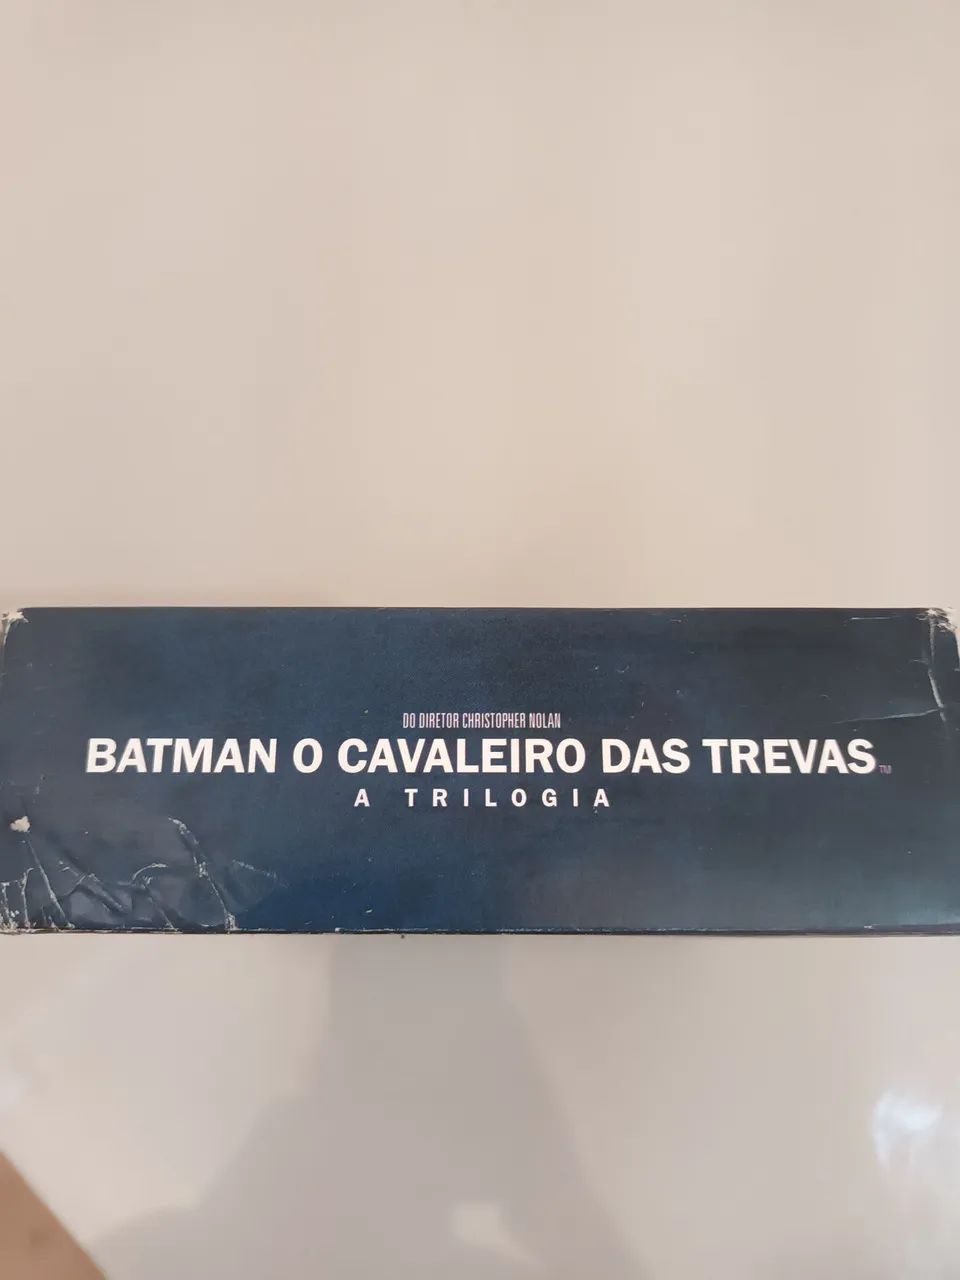 DO DIRETOR CHRISTOPHER NOLAN
BATMAN O CAVALEIRO DAS TREVAS™
A TRILOGIA